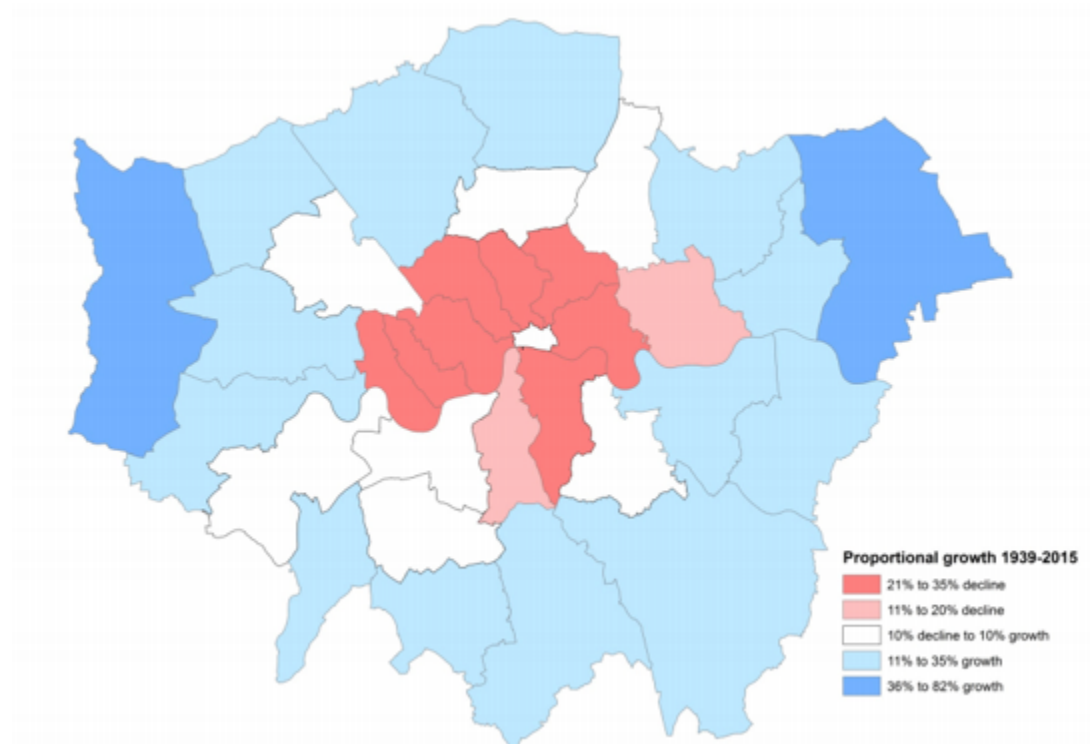 Proportional growth 1939-2015
21% to 35% decline
11% to 20% decline
10% decline to 10% growth
11% to 35% growth
36% to 82% growth